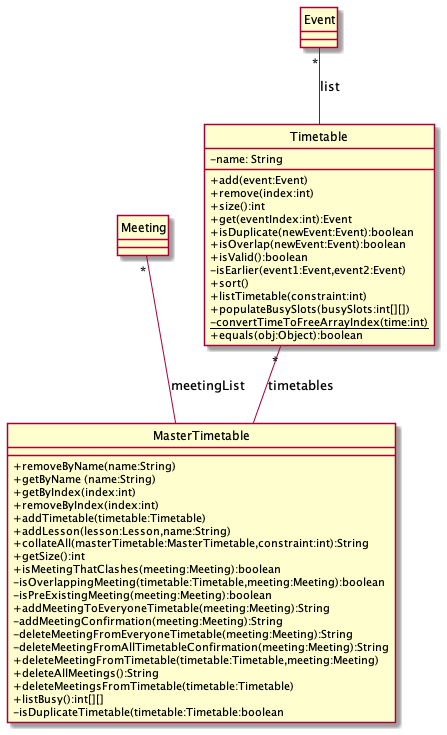 Event
*
list
Timetable
-name: String
+add(event:Event)
+remove(index:int)
+size():int
+get(eventIndex:int):Event
+isDuplicate(newEvent:Event):boolean
+isOverlap(newEvent:Event):boolean
+isValid():boolean
-isEarlier(event1:Event,event2:Event)
+sort()
+listTimetable(constraint:int)
+populateBusySlots(busySlots:int[][])
-convertTimeToFreeArrayIndex(time:int)
+equals(obj:Object):boolean
Meeting
*
*
meetingList
timetables
MasterTimetable
+removeByName(name:String)
+getByName (name:String)
+getByIndex(index:int)
+removeByIndex(index:int)
+addTimetable(timetable:Timetable)
+addLesson(lesson:Lesson,name:String)
+collateAll(masterTimetable:MasterTimetable,constraint:int):String
+getSize():int
+isMeetingThatClashes(meeting:Meeting):boolean
-isOverlappingMeeting(timetable:Timetable,meeting:Meeting):boolean
-isPreExistingMeeting(meeting:Meeting):boolean
+addMeetingToEveryoneTimetable(meeting:Meeting):String
-addMeetingConfirmation(meeting:Meeting):String
-deleteMeetingFromEveryoneTimetable(meeting:Meeting):String
-deleteMeetingFromAllTimetableConfirmation(meeting:Meeting):String
+deleteMeetingFromTimetable(timetable:Timetable,meeting:Meeting)
+deleteAllMeetings():String
+deleteMeetingsFromTimetable(timetable:Timetable)
+listBusy():int[][]
-isDuplicateTimetable(timetable:Timetable:boolean